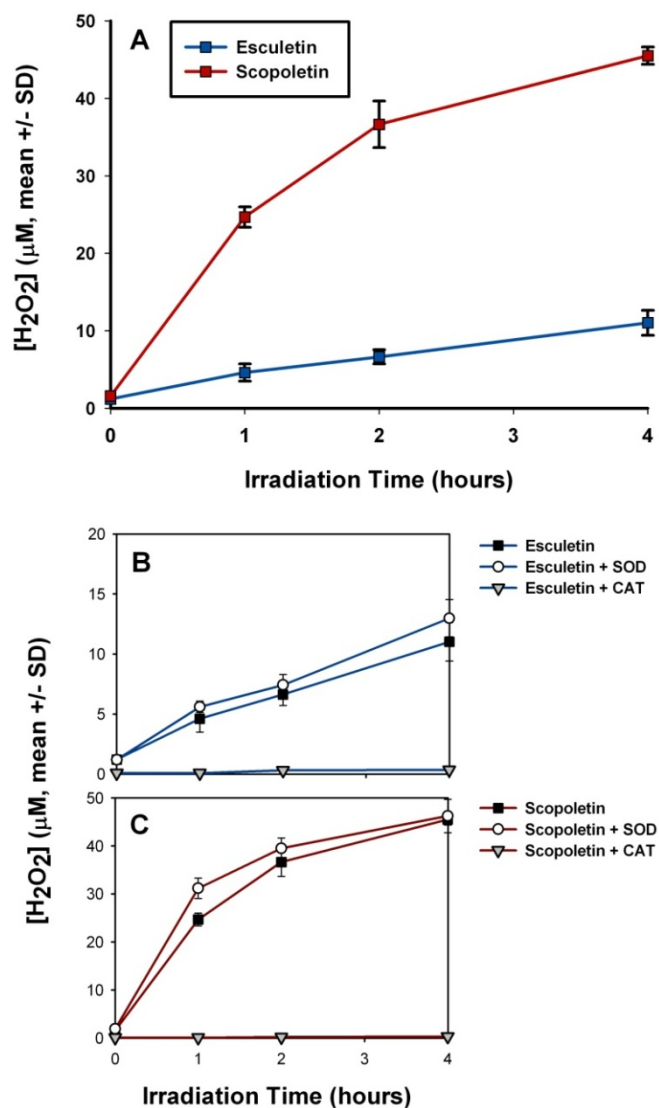 A
Esculetin
Scopoletin
[H2O2] (µM, mean +/- SD)
50
40
30
20
10
0
0 1 2 3 4
Irradiation Time (hours)
B
Esculetin
Esculetin + SOD
Esculetin + CAT
20
15
10
5
0
C
Scopoletin
Scopoletin + SOD
Scopoletin + CAT
[H2O2] (µM, mean +/- SD)
50
40
30
20
10
0
0 1 2 3 4
Irradiation Time (hours)